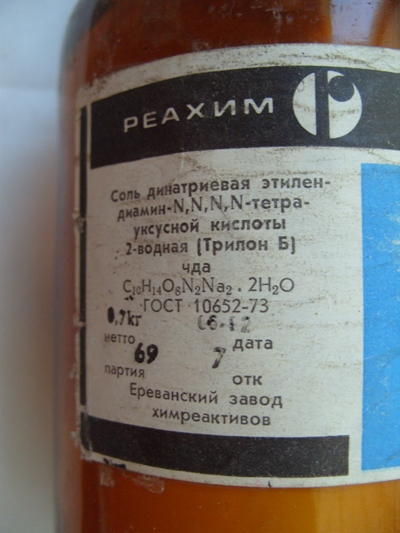 РЕАХИМ
Соль динатриевая этилен-
диамин-N,N,N,N-тетра-
уксусной кислоты
2-водная (Трилон Б)
чда
C₁₀H₁₄O₈N₂Na₂ . 2H₂O
ГОСТ 10652-73
0,7кг
нетто дата
69 7
партия отк
Ереванский завод
химреактивов